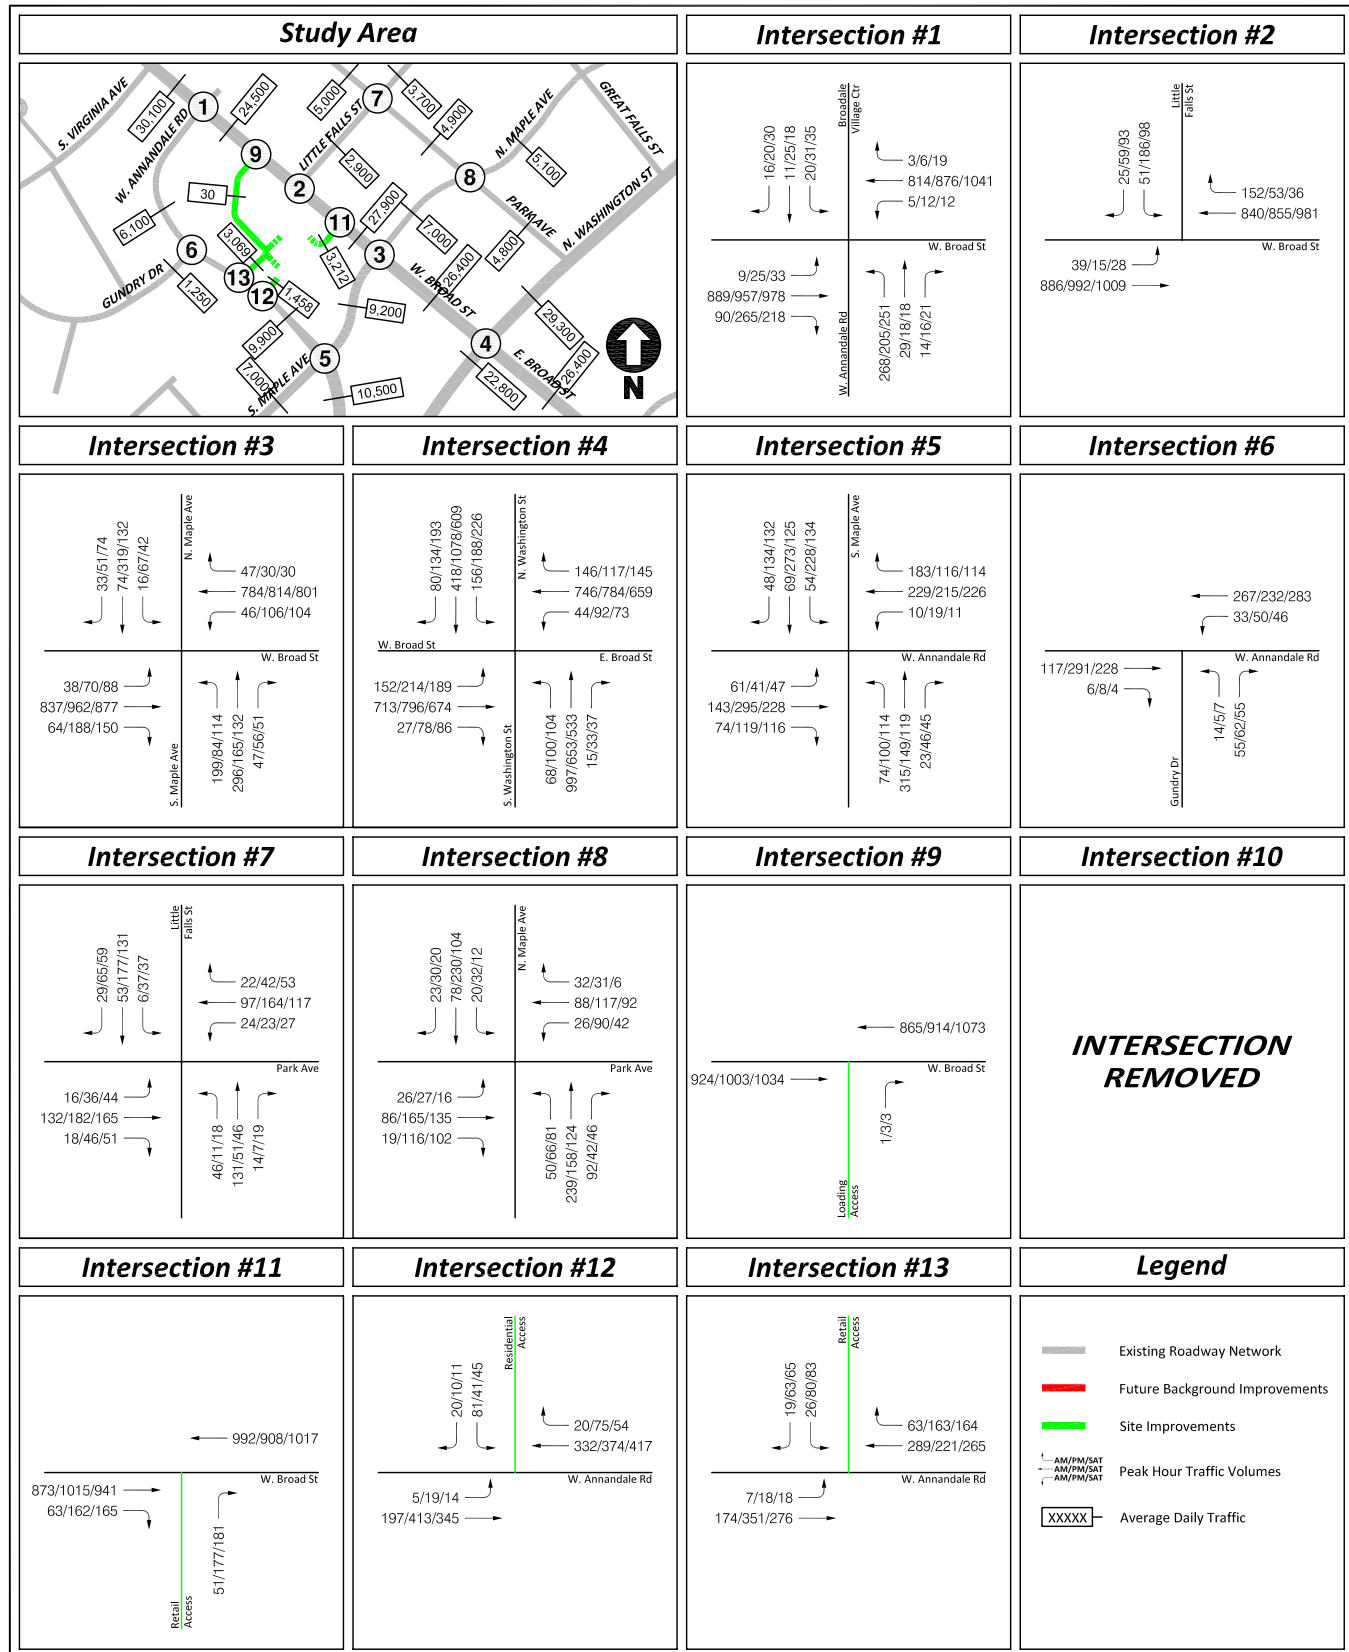 Study Area
S. VIRGINIA AVE
W. ANNANDALE RD
LITTLE FALLS ST
N. MAPLE AVE
GREAT FALLS ST
PARK AVE
N. WASHINGTON ST
W. BROAD ST
E. BROAD ST
GUNDRY DR
S. MAPLE AVE
30,100
24,500
5,000
3,700
4,900
2,900
5,100
30
27,900
7,000
6,100
3,069
3,212
26,400
4,800
1,250
1,458
9,200
9,900
29,300
7,000
10,500
22,800
26,400
1
9
2
7
8
11
3
6
13
12
5
4
N
Intersection #1
Broadale
Village Ctr
16/20/30
11/25/18
20/31/35
3/6/19
814/876/1041
5/12/12
W. Broad St
9/25/33
889/957/978
90/265/218
W. Annandale Rd
268/205/251
29/18/18
14/16/21
Intersection #2
Little
Falls St
25/59/93
51/186/98
152/53/36
840/855/981
W. Broad St
39/15/28
886/992/1009
Intersection #3
N. Maple Ave
33/51/74
74/319/132
16/67/42
47/30/30
784/814/801
46/106/104
W. Broad St
38/70/88
837/962/877
64/188/150
S. Maple Ave
199/84/114
296/165/132
47/56/51
Intersection #4
N. Washington St
80/134/193
418/1078/609
156/188/226
146/117/145
746/784/659
44/92/73
W. Broad St
E. Broad St
152/214/189
713/796/674
27/78/86
S. Washington St
68/100/104
997/653/533
15/33/37
Intersection #5
S. Maple Ave
48/134/132
69/273/125
54/228/134
183/116/114
229/215/226
10/19/11
W. Annandale Rd
61/41/47
143/295/228
74/119/116
74/100/114
315/149/119
23/46/45
Intersection #6
267/232/283
33/50/46
W. Annandale Rd
117/291/228
6/8/4
Gundry Dr
14/5/7
55/62/55
Intersection #7
Little
Falls St
29/65/59
53/177/131
6/37/37
22/42/53
97/164/117
24/23/27
Park Ave
16/36/44
132/182/165
18/46/51
46/11/18
131/51/46
14/7/19
Intersection #8
N. Maple Ave
23/30/20
78/230/104
20/32/12
32/31/6
88/117/92
26/90/42
Park Ave
26/27/16
86/165/135
19/116/102
50/66/81
239/158/124
92/42/46
Intersection #9
865/914/1073
W. Broad St
924/1003/1034
1/3/3
Loading
Access
Intersection #10
INTERSECTION
REMOVED
Intersection #11
992/908/1017
W. Broad St
873/1015/941
63/162/165
51/177/181
Retail
Access
Intersection #12
Residential
Access
20/10/11
81/41/45
20/75/54
332/374/417
W. Annandale Rd
5/19/14
197/413/345
Intersection #13
Retail
Access
19/63/65
26/80/83
63/163/164
289/221/265
W. Annandale Rd
7/18/18
174/351/276
Legend
Existing Roadway Network
Future Background Improvements
Site Improvements
AM/PM/SAT
AM/PM/SAT
AM/PM/SAT
Peak Hour Traffic Volumes
XXXXX
Average Daily Traffic